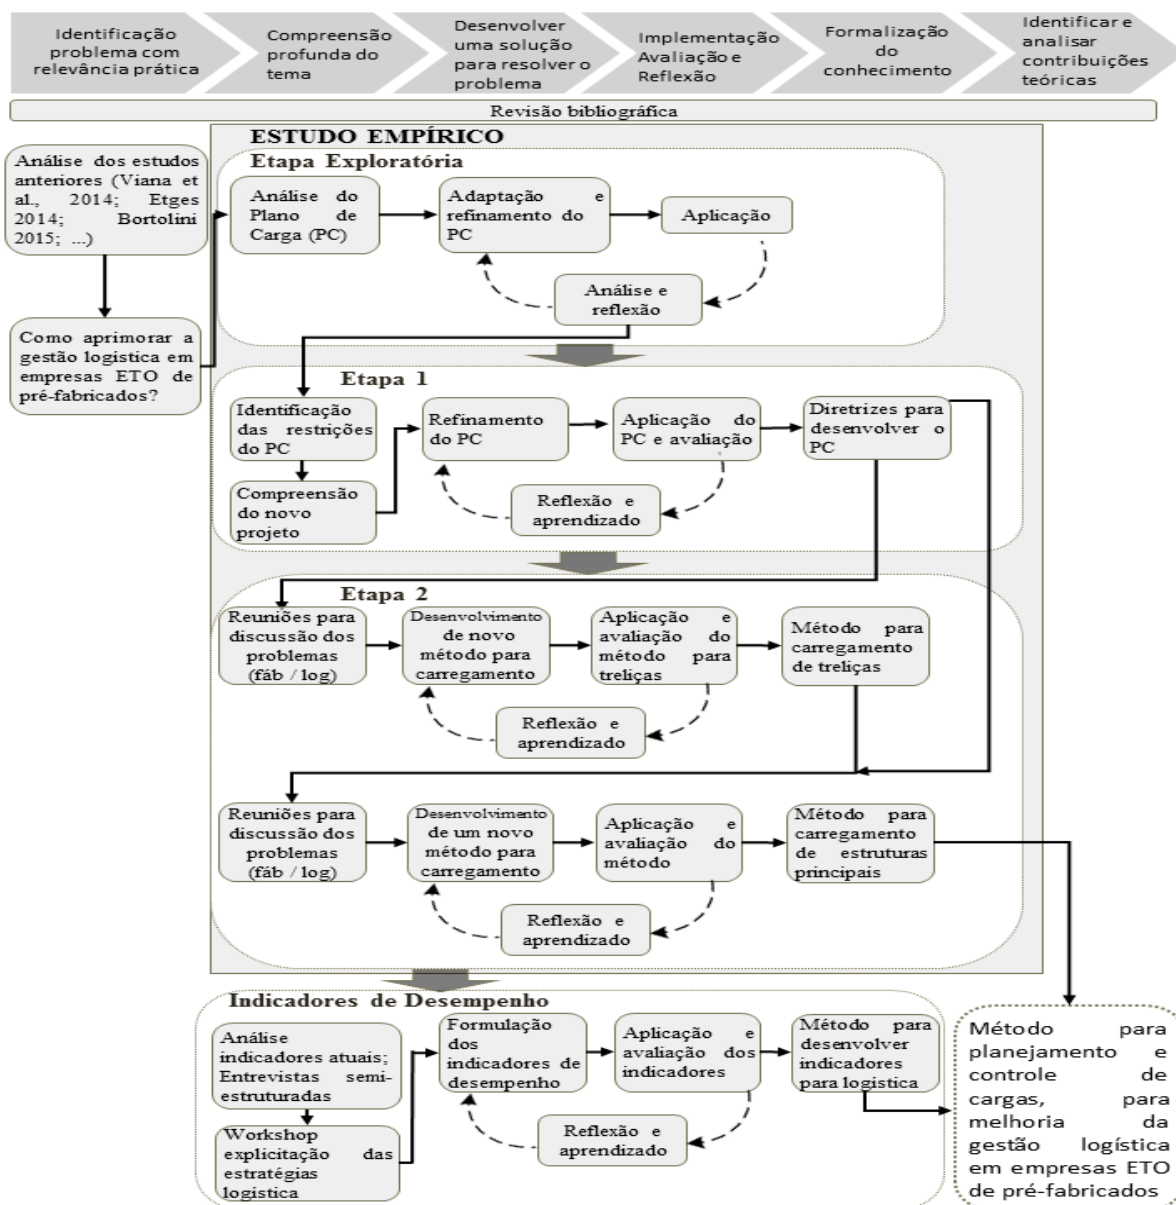 Identificação
problema com
relevância prática
Compreensão
profunda do
tema
Desenvolver
uma solução
para resolver o
problema
Implementação
Avaliação e
Reflexão
Formalização
do
conhecimento
Identificar e
analisar
contribuições
teóricas
Revisão bibliográfica
ESTUDO EMPÍRICO
Etapa Exploratória
Análise dos estudos
anteriores (Viana et
al., 2014; Etges
2014; Bortolini
2015; ...)
Como aprimorar a
gestão logística em
empresas ETO de
pré-fabricados?
Análise do
Plano de
Carga (PC)
Adaptação e
refinamento do
PC
Aplicação
Análise e
reflexão
Etapa 1
Identificação
das restrições
do PC
Compreensão
do novo
projeto
Refinamento
do PC
Aplicação do
PC e avaliação
Diretrizes para
desenvolver o
PC
Reflexão e
aprendizado
Etapa 2
Reuniões para
discussão dos
problemas
(fáb / log)
Desenvolvimento
de novo
método para
carregamento
Aplicação e
avaliação do
método para
treliças
Método para
carregamento
de treliças
Reflexão e
aprendizado
Reuniões para
discussão dos
problemas
(fáb / log)
Desenvolvimento
de um novo
método para
carregamento
Aplicação e
avaliação do
método
Método para
carregamento
de estruturas
principais
Reflexão e
aprendizado
Indicadores de Desempenho
Análise
indicadores atuais;
Entrevistas semi-
estruturadas
Workshop
explicitação das
estratégias
logística
Formulação
dos
indicadores de
desempenho
Aplicação e
avaliação dos
indicadores
Método para
desenvolver
indicadores
para logística
Reflexão e
aprendizado
Método para
planejamento e
controle de
cargas, para
melhoria da
gestão logística
em empresas ETO
de pré-fabricados